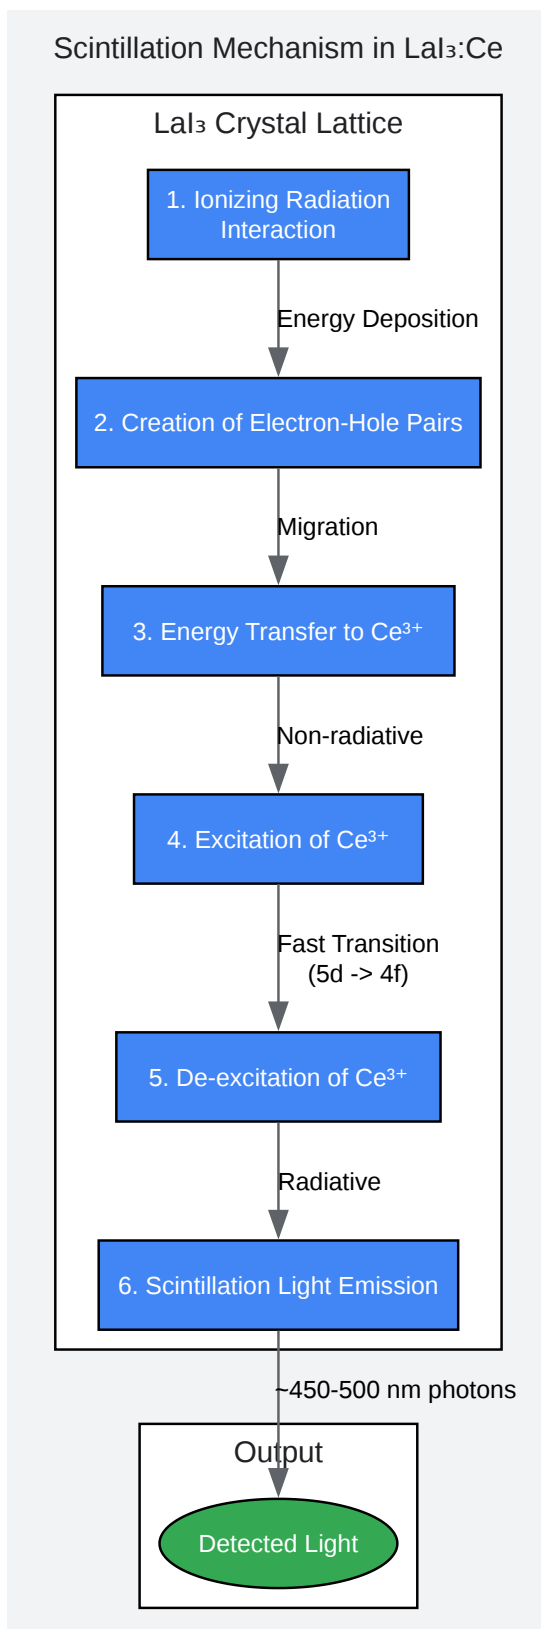 Scintillation Mechanism in LaI₃:Ce
LaI₃ Crystal Lattice
1. Ionizing Radiation
Interaction
Energy Deposition
2. Creation of Electron-Hole Pairs
Migration
3. Energy Transfer to Ce³⁺
Non-radiative
4. Excitation of Ce³⁺
Fast Transition
(5d -> 4f)
5. De-excitation of Ce³⁺
Radiative
6. Scintillation Light Emission
~450-500 nm photons
Output
Detected Light